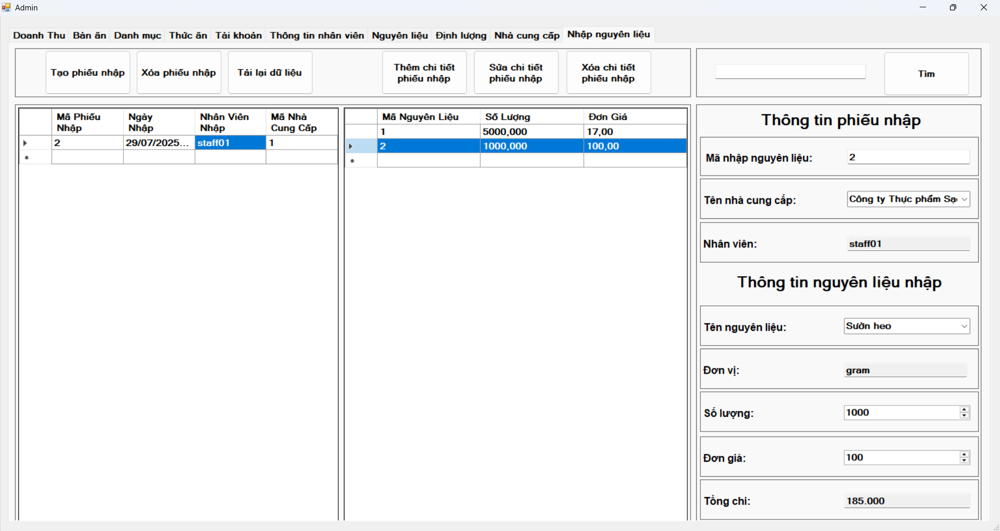 Admin
Doanh Thu Bàn ăn Danh mục Thức ăn Tài khoản Thông tin nhân viên Nguyên liệu Định lượng Nhà cung cấp Nhập nguyên liệu
Tạo phiếu nhập
Xóa phiếu nhập
Tải lại dữ liệu
Thêm chi tiết
phiếu nhập
Sửa chi tiết
phiếu nhập
Xóa chi tiết
phiếu nhập
Tìm
Mã Phiếu
Nhập
Ngày
Nhập
Nhân Viên
Nhập
Mã Nhà
Cung Cấp
2 29/07/2025... staff01 1
Mã Nguyên Liệu Số Lượng Đơn Giá
1 5000,000 17,00
2 1000,000 100,00
Thông tin phiếu nhập
Mã nhập nguyên liệu: 2
Tên nhà cung cấp: Công ty Thực phẩm Sạ
Nhân viên: staff01
Thông tin nguyên liệu nhập
Tên nguyên liệu: Sườn heo
Đơn vị: gram
Số lượng: 1000
Đơn giá: 100
Tổng chi: 185.000